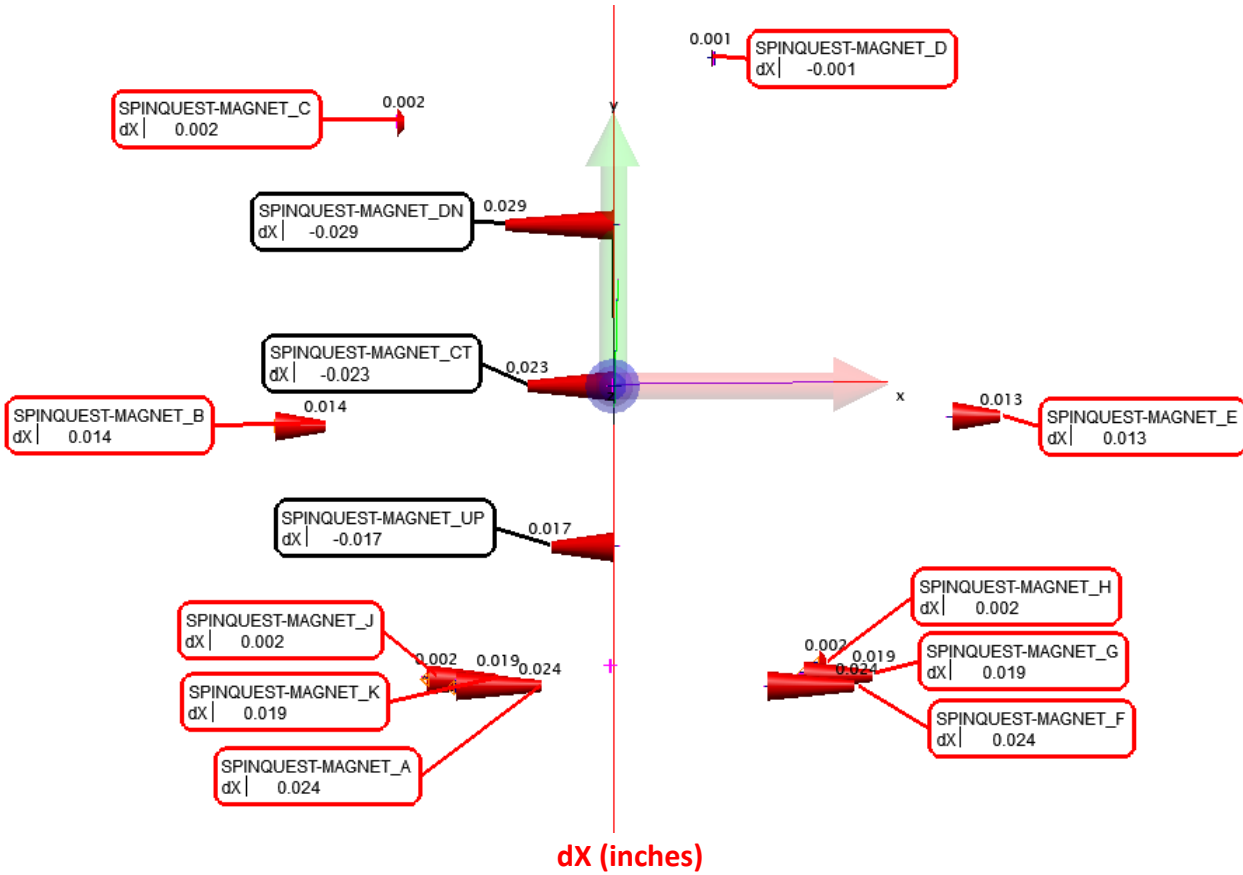 0.001
SPINQUEST-MAGNET_D
dX| -0.001
SPINQUEST-MAGNET_C
dX| 0.002
0.002
Y
SPINQUEST-MAGNET_DN
dX| -0.029
0.029
SPINQUEST-MAGNET_CT
dX| -0.023
0.023
x
SPINQUEST-MAGNET_B
dX| 0.014
0.014
0.013
SPINQUEST-MAGNET_E
dX| 0.013
SPINQUEST-MAGNET_UP
dX| -0.017
0.017
SPINQUEST-MAGNET_J
dX| 0.002
0.002
0.019
0.024
SPINQUEST-MAGNET_K
dX| 0.019
SPINQUEST-MAGNET_A
dX| 0.024
SPINQUEST-MAGNET_H
dX| 0.002
0.002
0.019
0.024
SPINQUEST-MAGNET_G
dX| 0.019
SPINQUEST-MAGNET_F
dX| 0.024
dX (inches)